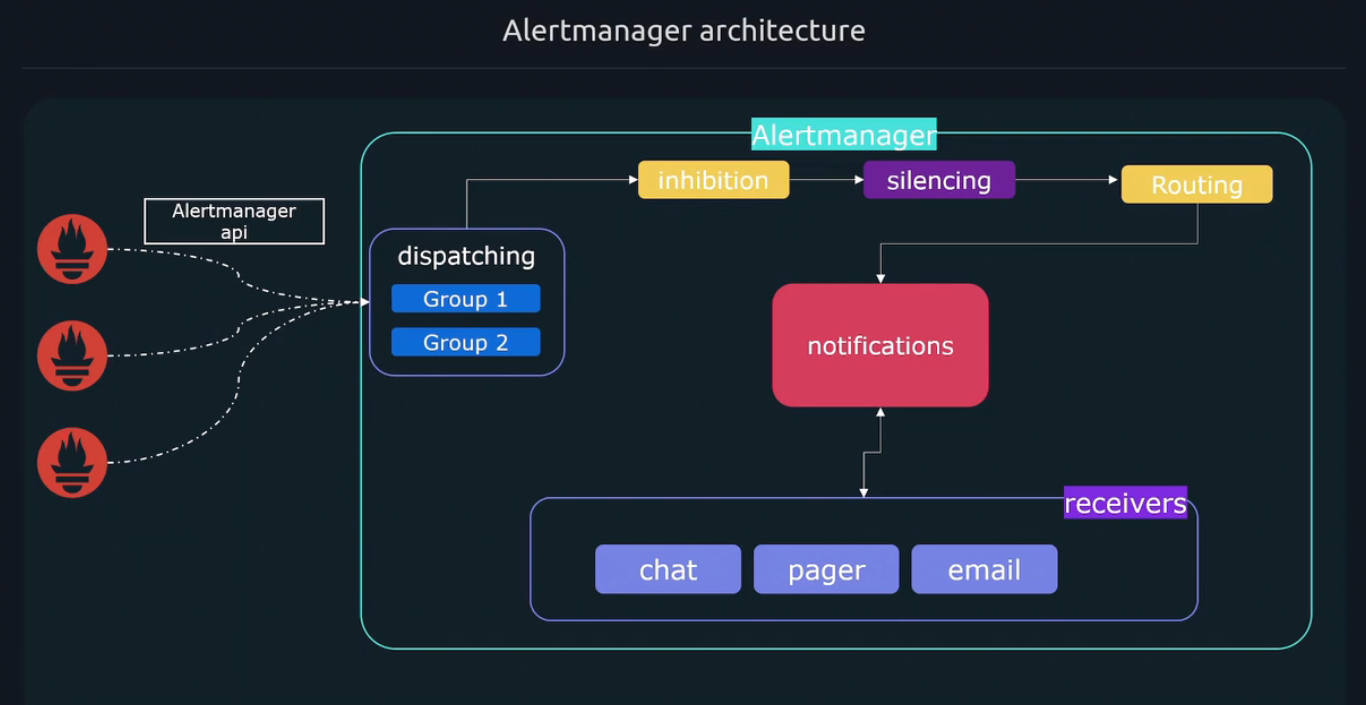 Alertmanager architecture
Alertmanager
inhibition
silencing
Routing
Alertmanager
api
dispatching
Group 1
Group 2
notifications
receivers
chat
pager
email